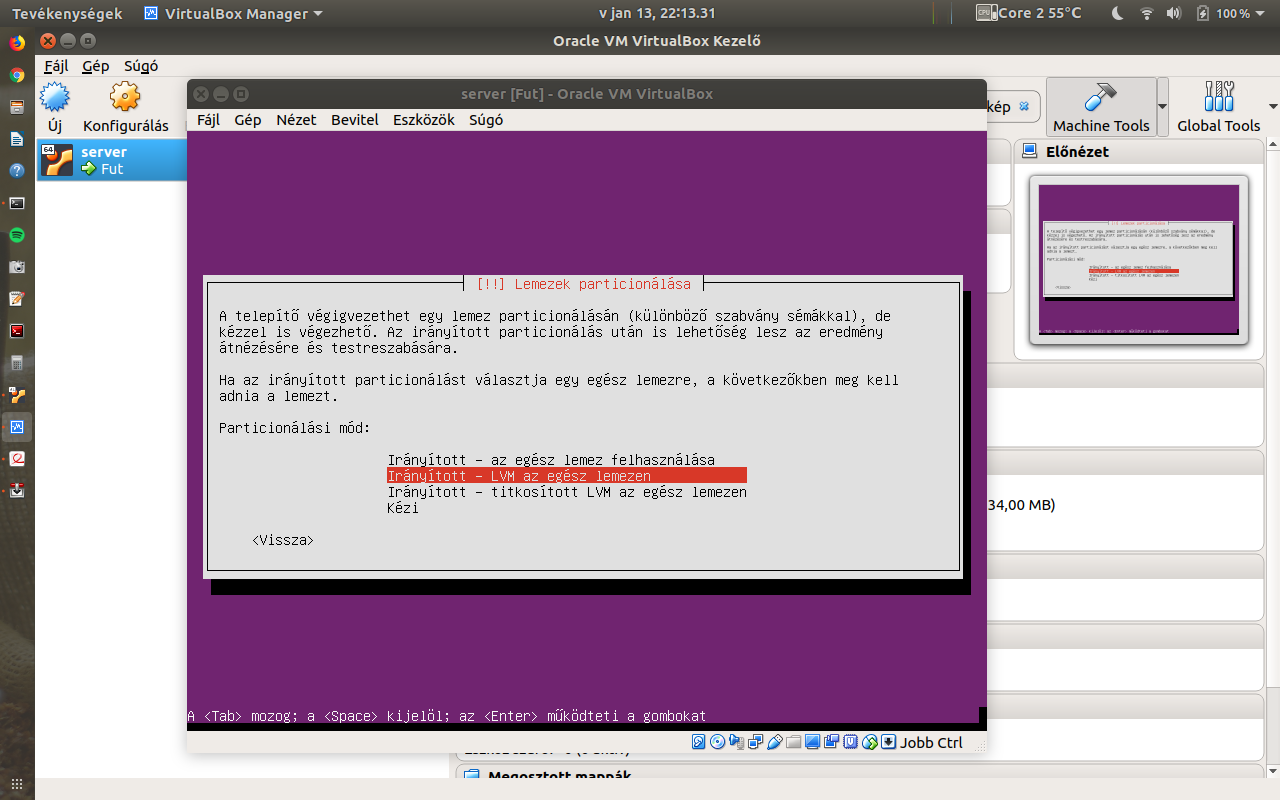 Tevékenységek VirtualBox Manager v jan 13, 22:13.31 CPU Core 2 55°C 100 %
Oracle VM VirtualBox Kezelő
Fájl Gép Súgó
Új Konfigurálás kép Machine Tools Global Tools
64 server
Fut
server [Fut] - Oracle VM VirtualBox
Fájl Gép Nézet Bevitel Eszközök Súgó
[!!] Lemezek particionálása
A telepítő végigvezethet egy lemez particionálásán (különböző szabvány sémákkal), de
kézzel is végezhető. Az irányított particionálás után is lehetőség lesz az eredmény
átnézésére és testreszabására.
Ha az irányított particionálást választja egy egész lemezre, a következőkben meg kell
adnia a lemezt.
Particionálási mód:
Irányított – az egész lemez felhasználása
Irányított – LVM az egész lemezen
Irányított – titkosított LVM az egész lemezen
Kézi
<Vissza>
A <Tab> mozog; a <Space> kijelöl; az <Enter> működteti a gombokat
Jobb Ctrl
Előnézet
34,00 MB)
Megosztott mappák